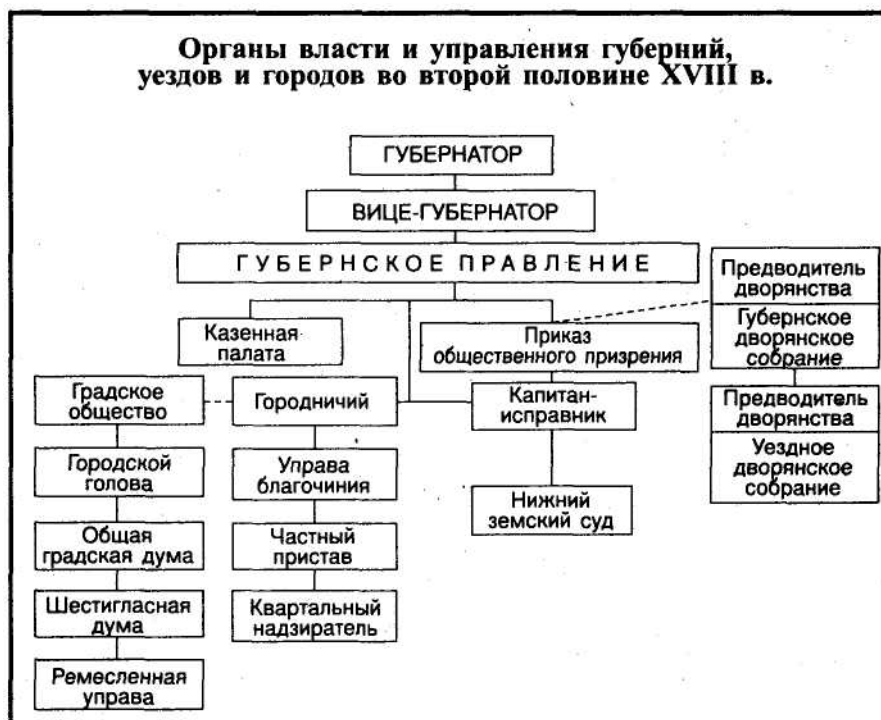 Органы власти и управления губерний,
уездов и городов во второй половине XVIII в.
ГУБЕРНАТОР
ВИЦЕ-ГУБЕРНАТОР
ГУБЕРНСКОЕ ПРАВЛЕНИЕ
Предводитель
дворянства
Губернское
дворянское
собрание
Казенная
палата
Приказ
общественного призрения
Градское
общество
Городничий
Капитан-
исправник
Предводитель
дворянства
Уездное
дворянское
собрание
Городской
голова
Управа
благочиния
Нижний
земский суд
Общая
градская дума
Частный
пристав
Шестигласная
дума
Квартальный
надзиратель
Ремесленная
управа